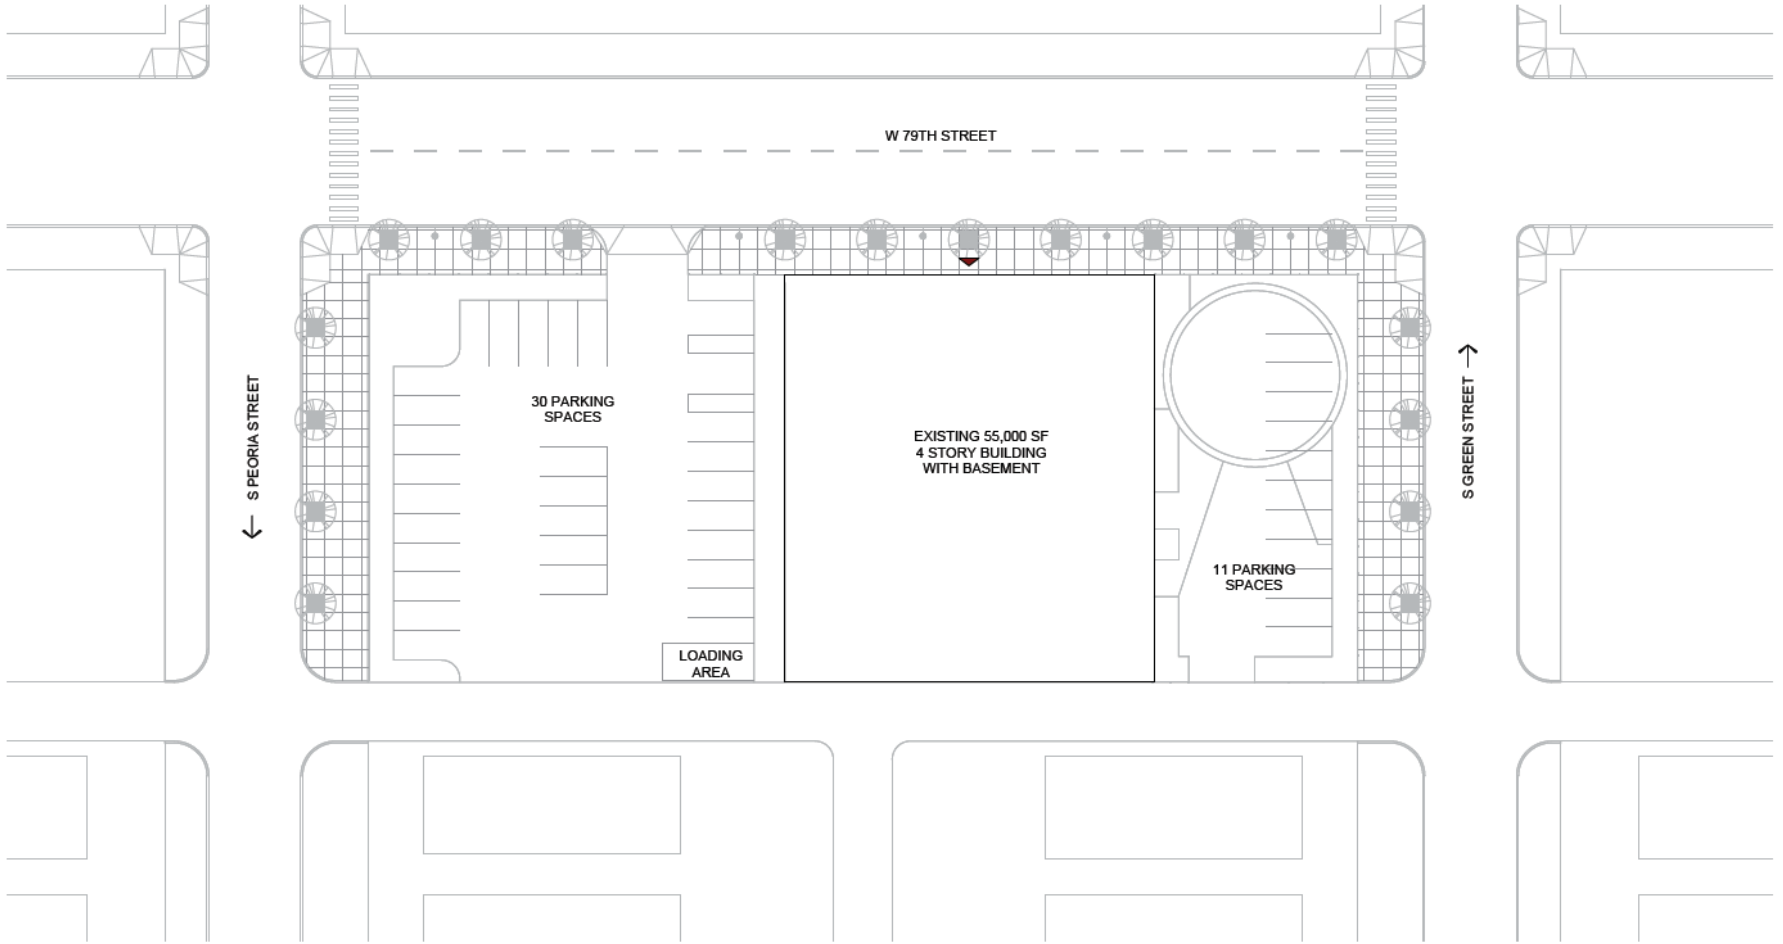 W 79TH STREET
30 PARKING
SPACES
S PEORIA STREET
EXISTING 55,000 SF
4 STORY BUILDING
WITH BASEMENT
S GREEN STREET
11 PARKING
SPACES
LOADING
AREA